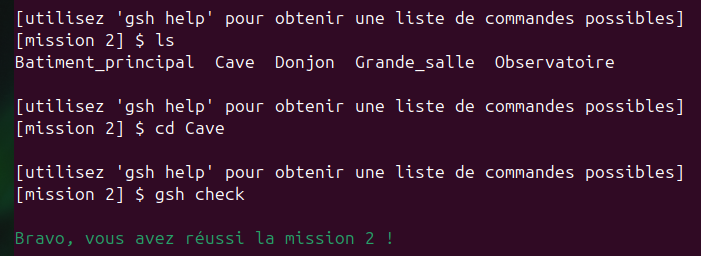 [utilisez 'gsh help' pour obtenir une liste de commandes possibles]
[mission 2] $ ls
Batiment_principal  Cave  Donjon  Grande_salle  Observatoire
[utilisez 'gsh help' pour obtenir une liste de commandes possibles]
[mission 2] $ cd Cave
[utilisez 'gsh help' pour obtenir une liste de commandes possibles]
[mission 2] $ gsh check
Bravo, vous avez réussi la mission 2 !